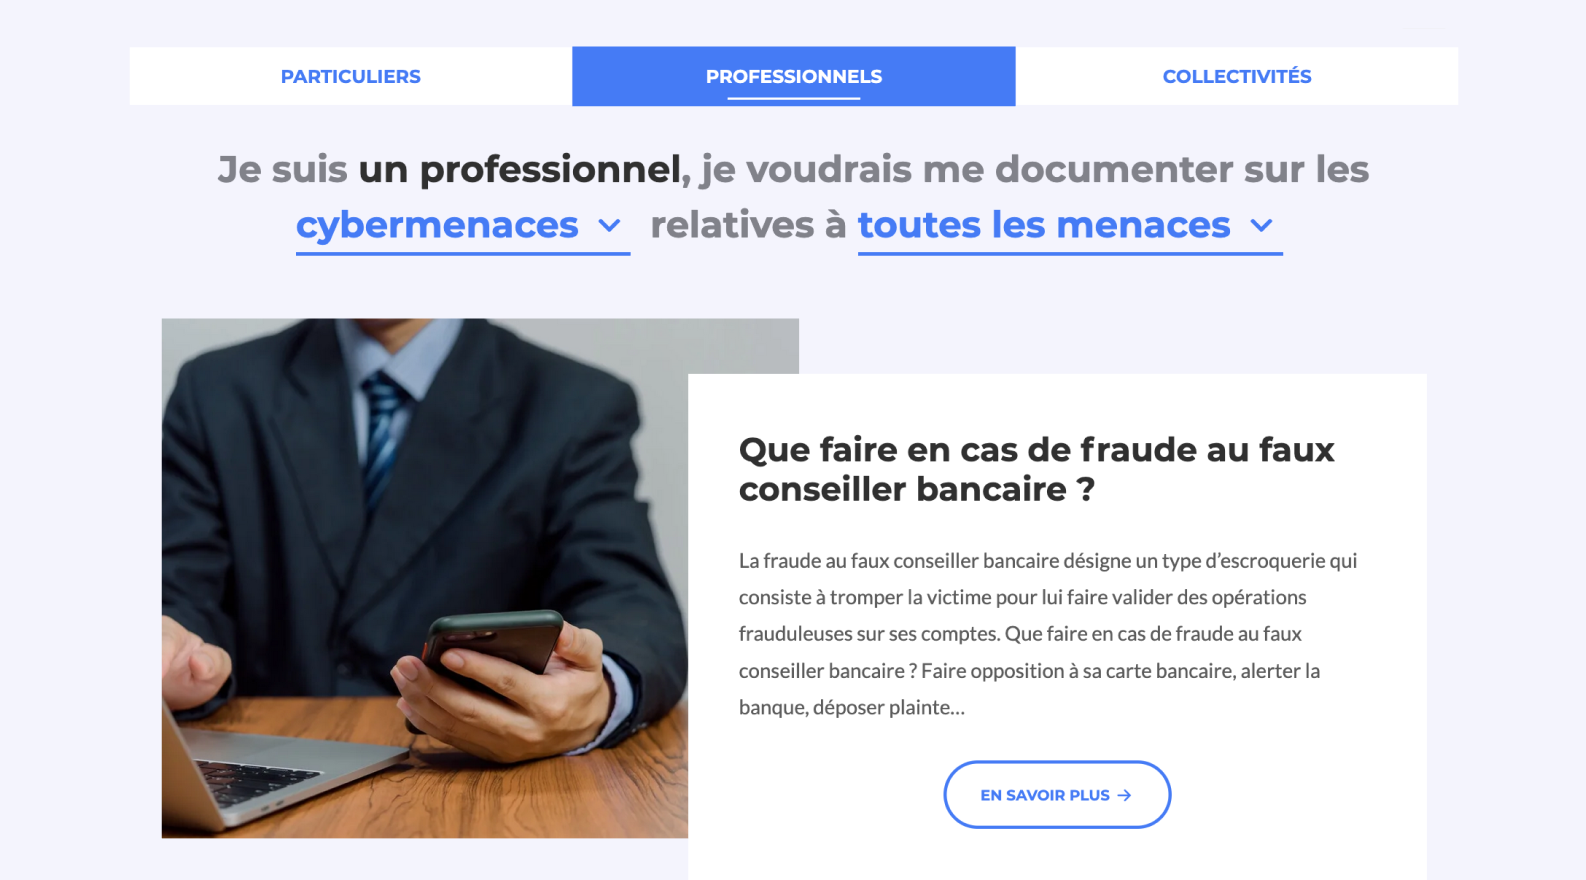 PARTICULIERS
PROFESSIONNELS
COLLECTIVITÉS
Je suis un professionnel, je voudrais me documenter sur les
cybermenaces relatives à toutes les menaces
Que faire en cas de fraude au faux
conseiller bancaire ?
La fraude au faux conseiller bancaire désigne un type d’escroquerie qui
consiste à tromper la victime pour lui faire valider des opérations
frauduleuses sur ses comptes. Que faire en cas de fraude au faux
conseiller bancaire ? Faire opposition à sa carte bancaire, alerter la
banque, déposer plainte…
EN SAVOIR PLUS →